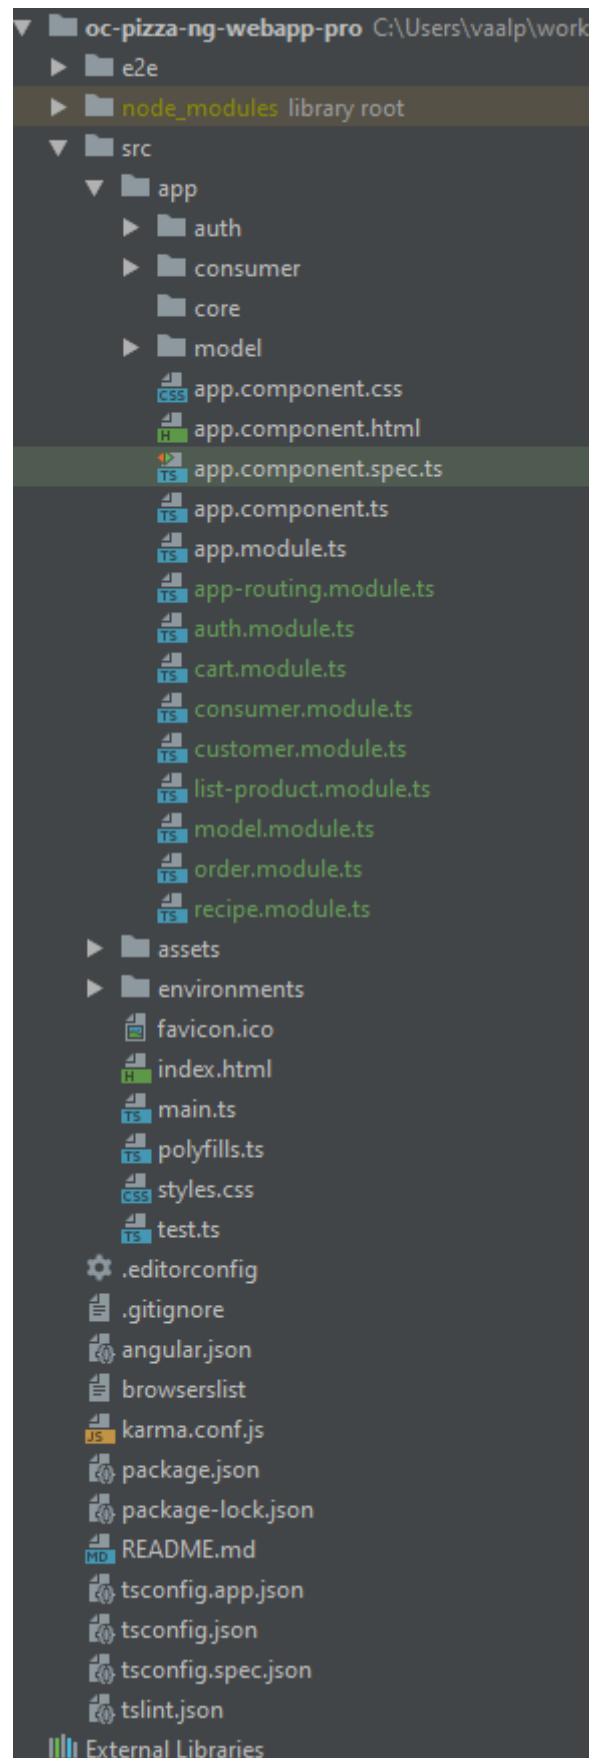 oc-pizza-ng-webapp-pro C:\Users\vaalp\work
e2e
node_modules library root
src
app
auth
consumer
core
model
app.component.css
app.component.html
app.component.spec.ts
app.component.ts
app.module.ts
app-routing.module.ts
auth.module.ts
cart.module.ts
consumer.module.ts
customer.module.ts
list-product.module.ts
model.module.ts
order.module.ts
recipe.module.ts
assets
environments
favicon.ico
index.html
main.ts
polyfills.ts
styles.css
test.ts
.editorconfig
.gitignore
angular.json
browserslist
karma.conf.js
package.json
package-lock.json
README.md
tsconfig.app.json
tsconfig.json
tsconfig.spec.json
tslint.json
External Libraries